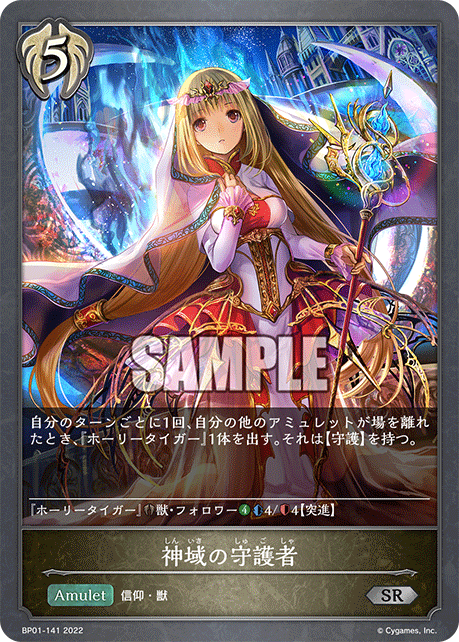 5
SAMPLE
自分のターンごとに1回、自分の他のアミュレットが場を離れ
たとき、『ホーリータイガー』1体を出す。それは【守護】を持つ。
『ホーリータイガー』獣・フォロワー4 4/4【突進】
しんいき しゅごしゃ
神域の守護者
Amulet 信仰・獣 SR
BP01-141 2022 © Cygames, Inc.